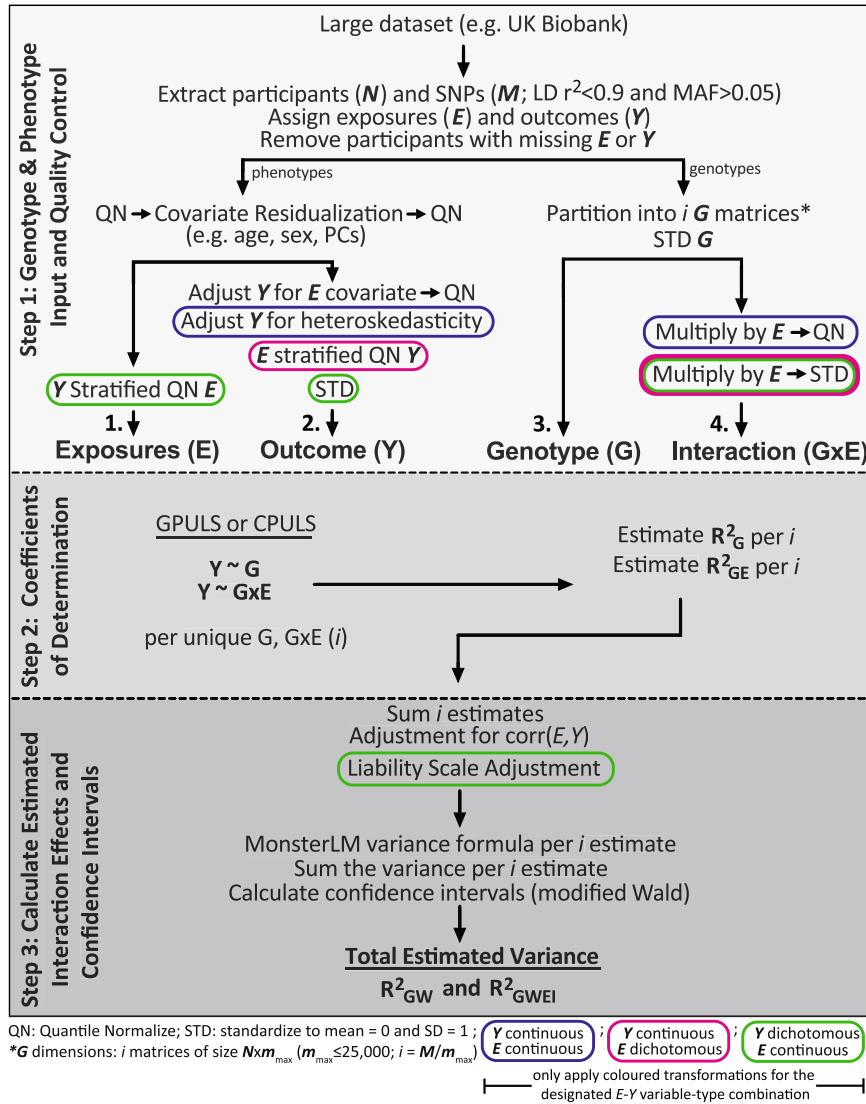 Large dataset (e.g. UK Biobank)
Extract participants (N) and SNPs (M; LD r²<0.9 and MAF>0.05)
Assign exposures (E) and outcomes (Y)
Remove participants with missing E or Y
phenotypes
genotypes
QN → Covariate Residualization → QN
(e.g. age, sex, PCs)
Partition into i G matrices*
STD G
Adjust Y for E covariate → QN
Adjust Y for heteroskedasticity
E stratified QN Y
Y Stratified QN E
STD
Multiply by E → QN
Multiply by E → STD
1.
2.
3.
4.
Exposures (E)
Outcome (Y)
Genotype (G)
Interaction (GxE)
Step 1: Genotype & Phenotype
Input and Quality Control
GPULS or CPULS
Y ~ G
Y ~ GxE
per unique G, GxE (i)
Estimate R²G per i
Estimate R²GE per i
Step 2: Coefficients
of Determination
Sum i estimates
Adjustment for corr(E,Y)
Liability Scale Adjustment
MonsterLM variance formula per i estimate
Sum the variance per i estimate
Calculate confidence intervals (modified Wald)
Total Estimated Variance
R²GW and R²GWEI
Step 3: Calculate Estimated
Interaction Effects and
Confidence Intervals
QN: Quantile Normalize; STD: standardize to mean = 0 and SD = 1 ;
*G dimensions: i matrices of size Nxmmax (mmax≤25,000; i = M/mmax)
Y continuous
E continuous
;
Y continuous
E dichotomous
;
Y dichotomous
E continuous
only apply coloured transformations for the
designated E-Y variable-type combination